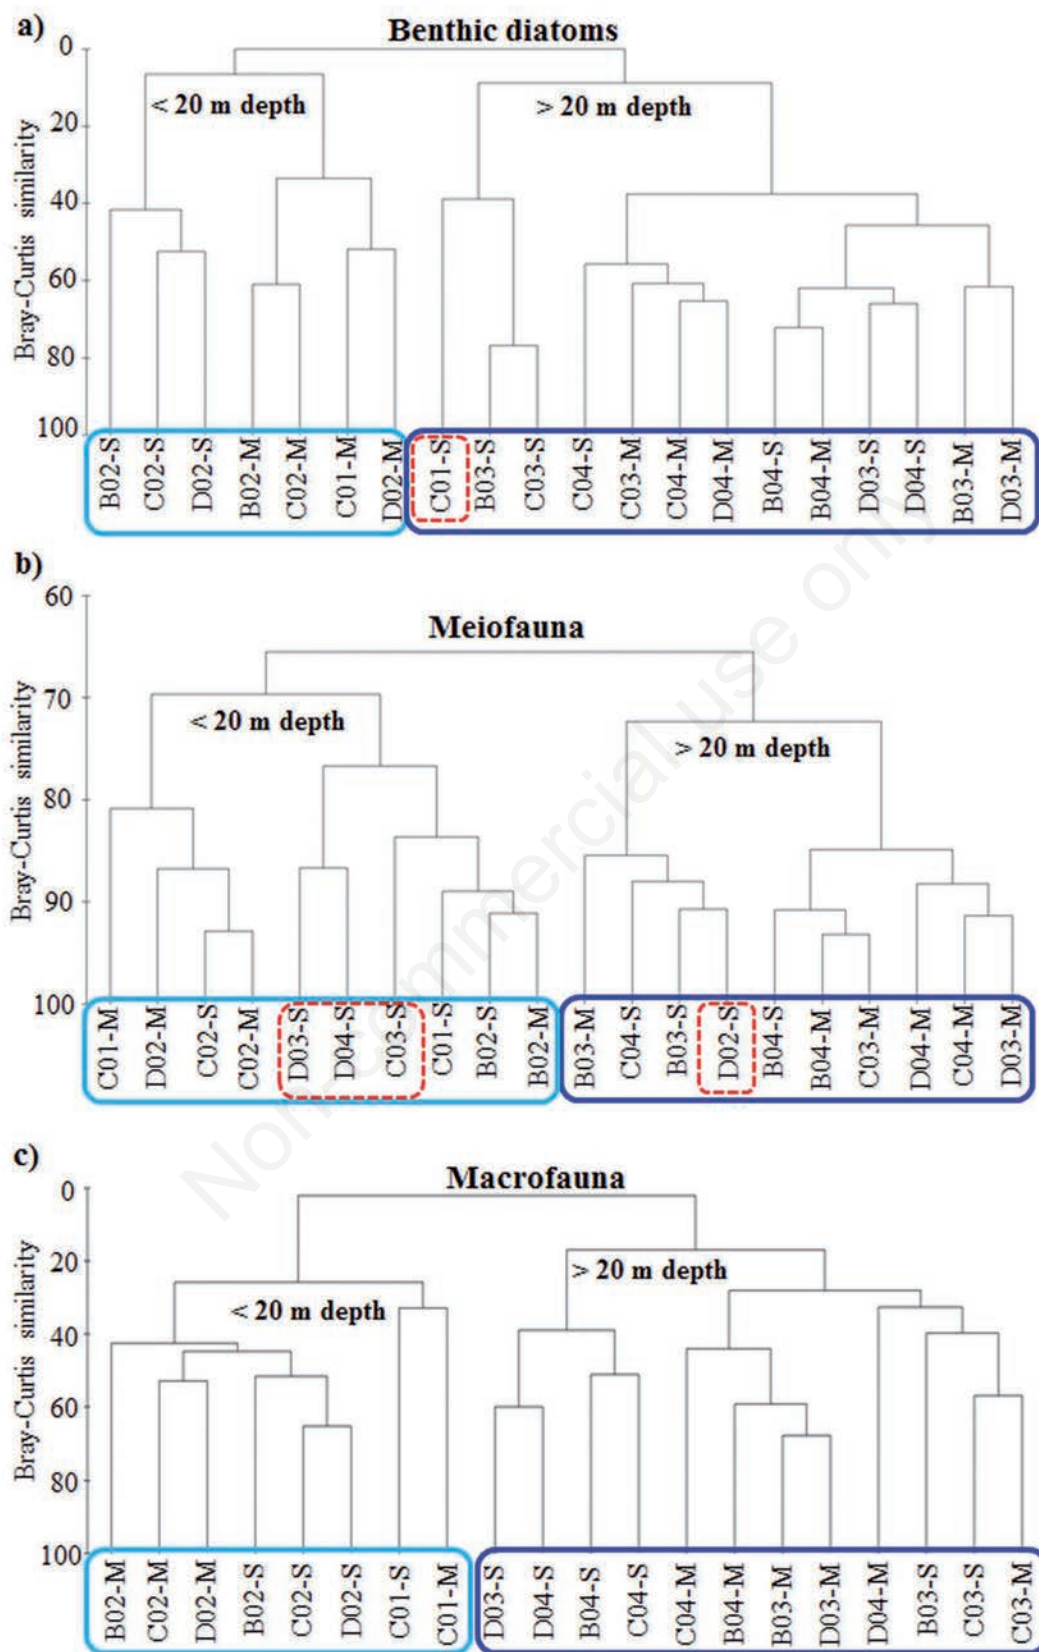 a)
Benthic diatoms
Bray-Curtis similarity
0
20
40
60
80
100
< 20 m depth
> 20 m depth
B02-S C02-S D02-S B02-M C02-M C01-M D02-M C01-S B03-S C03-S C04-S C03-M C04-M D04-M B04-S B04-M D03-S D04-S B03-M D03-M
b)
Meiofauna
Bray-Curtis similarity
60
70
80
90
100
< 20 m depth
> 20 m depth
C01-M D02-M C02-S C02-M D03-S D04-S C03-S C01-S B02-S B02-M B03-M C04-S B03-S D02-S B04-S B04-M C03-M D04-M C04-M D03-M
c)
Macrofauna
Bray-Curtis similarity
0
20
40
60
80
100
< 20 m depth
> 20 m depth
B02-M C02-M D02-M B02-S C02-S D02-S C01-S C01-M D03-S D04-S B04-S C04-S C04-M B04-M B03-M D03-M D04-M B03-S C03-S C03-M
Non-commercial use only